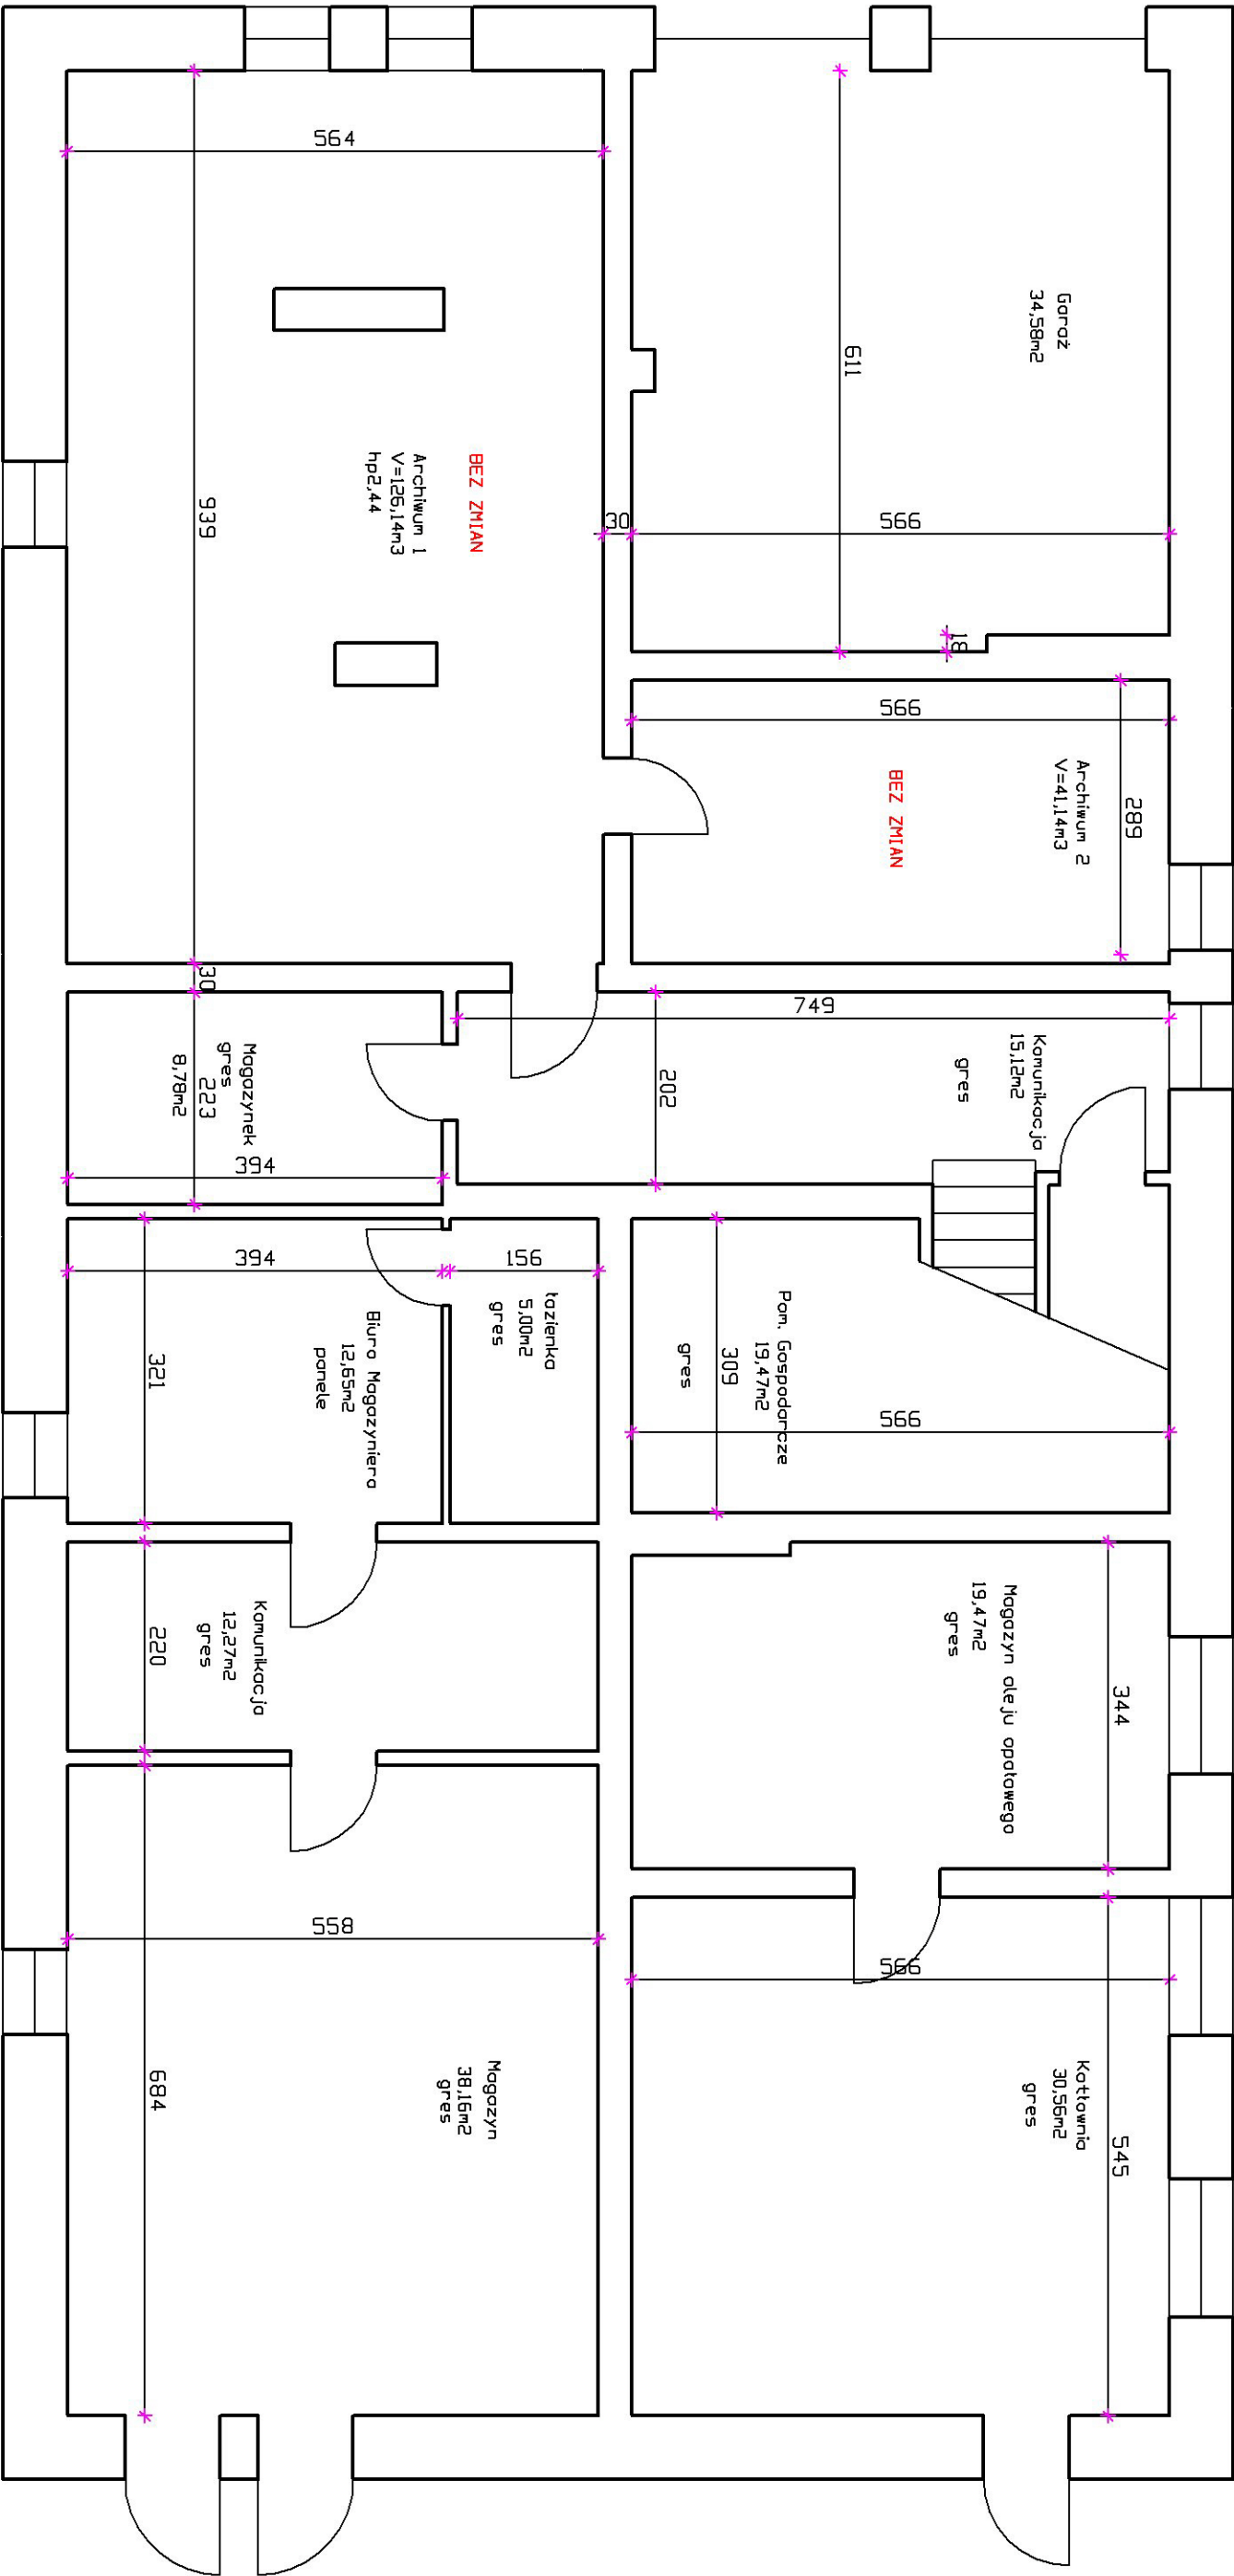 Garaż
34,58m2
611
566
18
30
564
939
BEZ ZMIAN
Archiwum 1
V=126,14m3
hp2,44
566
289
Archiwum 2
V=41,14m3
BEZ ZMIAN
30
749
202
Komunikacja
15,12m2
gres
Magazynek
gres
223
8,78m2
394
394
156
łazienka
5,00m2
gres
Biuro Magazyniera
12,65m2
panele
321
Pom. Gospodarcze
19,47m2
309
gres
566
Komunikacja
12,27m2
gres
220
Magazyn oleju opałowego
19,47m2
gres
344
558
684
Magazyn
38,16m2
gres
566
545
Kotłownia
30,56m2
gres